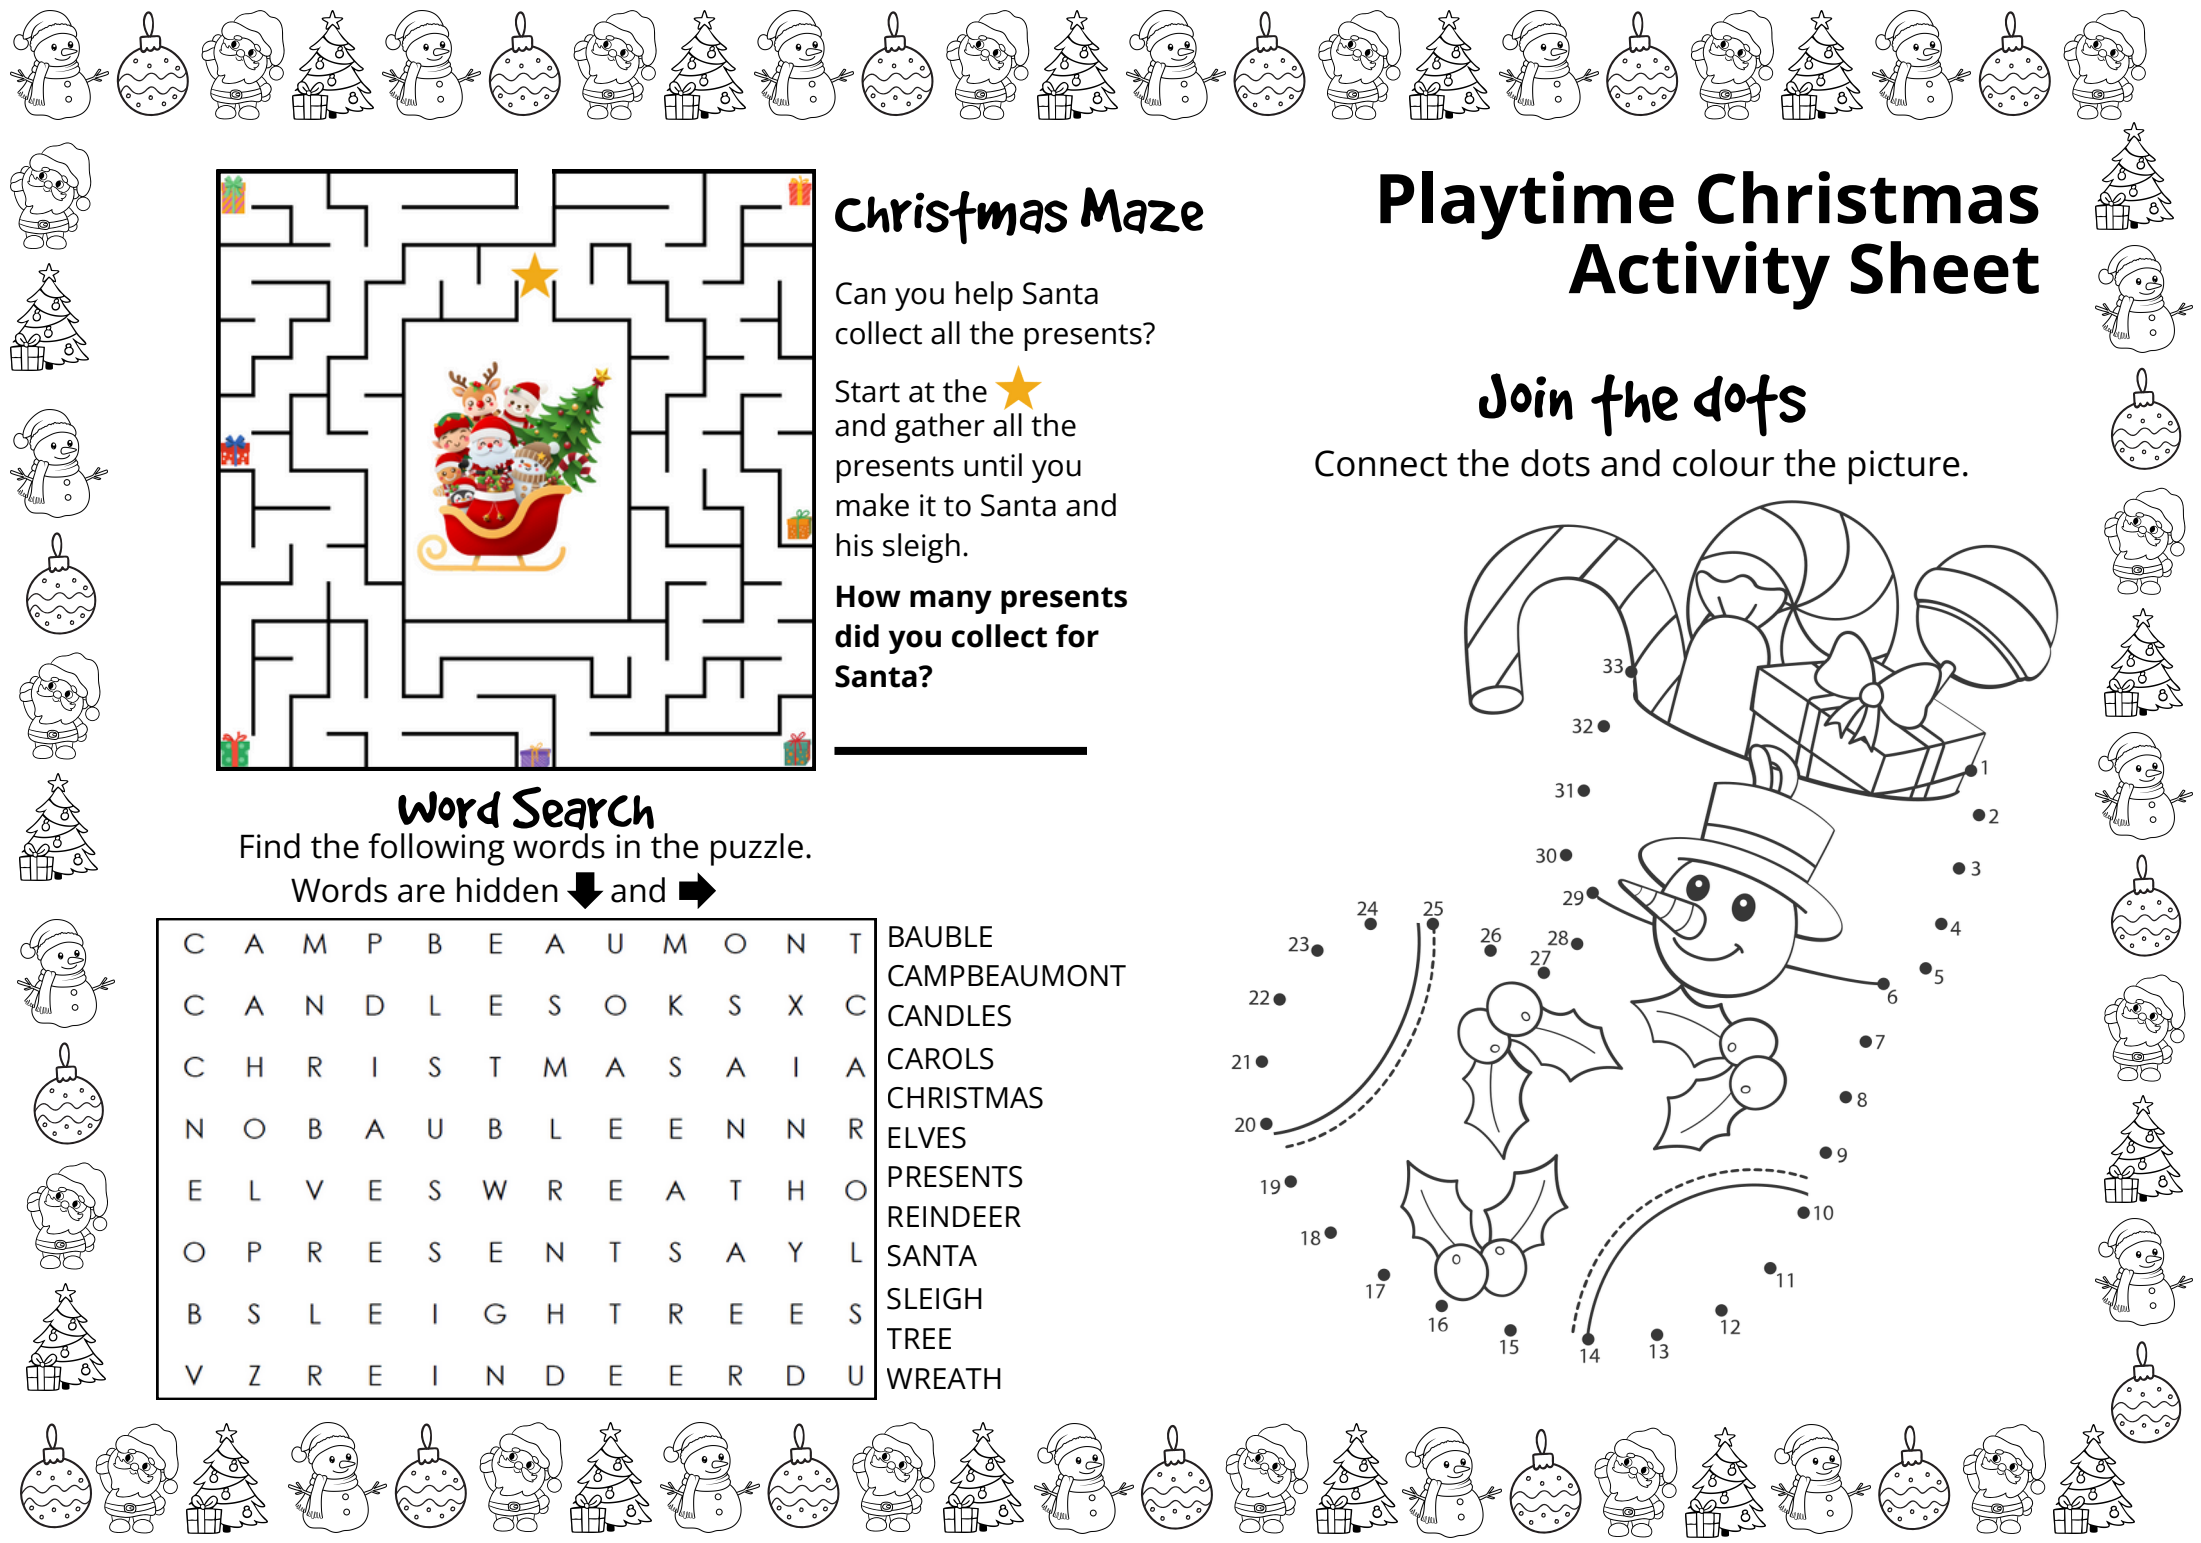 Christmas Maze
Can you help Santa
collect all the presents?
Start at the
and gather all the
presents until you
make it to Santa and
his sleigh.
How many presents
did you collect for
Santa?
Word Search
Find the following words in the puzzle.
Words are hidden and
C A M P B E A U M O N T
C A N D L E S O K S X C
C H R I S T M A S A I A
N O B A U B L E E N N R
E L V E S W R E A T H O
O P R E S E N T S A Y L
B S L E I G H T R E E S
V Z R E I N D E E R D U
BAUBLE
CAMPBEAUMONT
CANDLES
CAROLS
CHRISTMAS
ELVES
PRESENTS
REINDEER
SANTA
SLEIGH
TREE
WREATH
Playtime Christmas
Activity Sheet
Join the dots
Connect the dots and colour the picture.
1
2
3
4
5
6
7
8
9
10
11
12
13
14
15
16
17
18
19
20
21
22
23
24
25
26
27
28
29
30
31
32
33